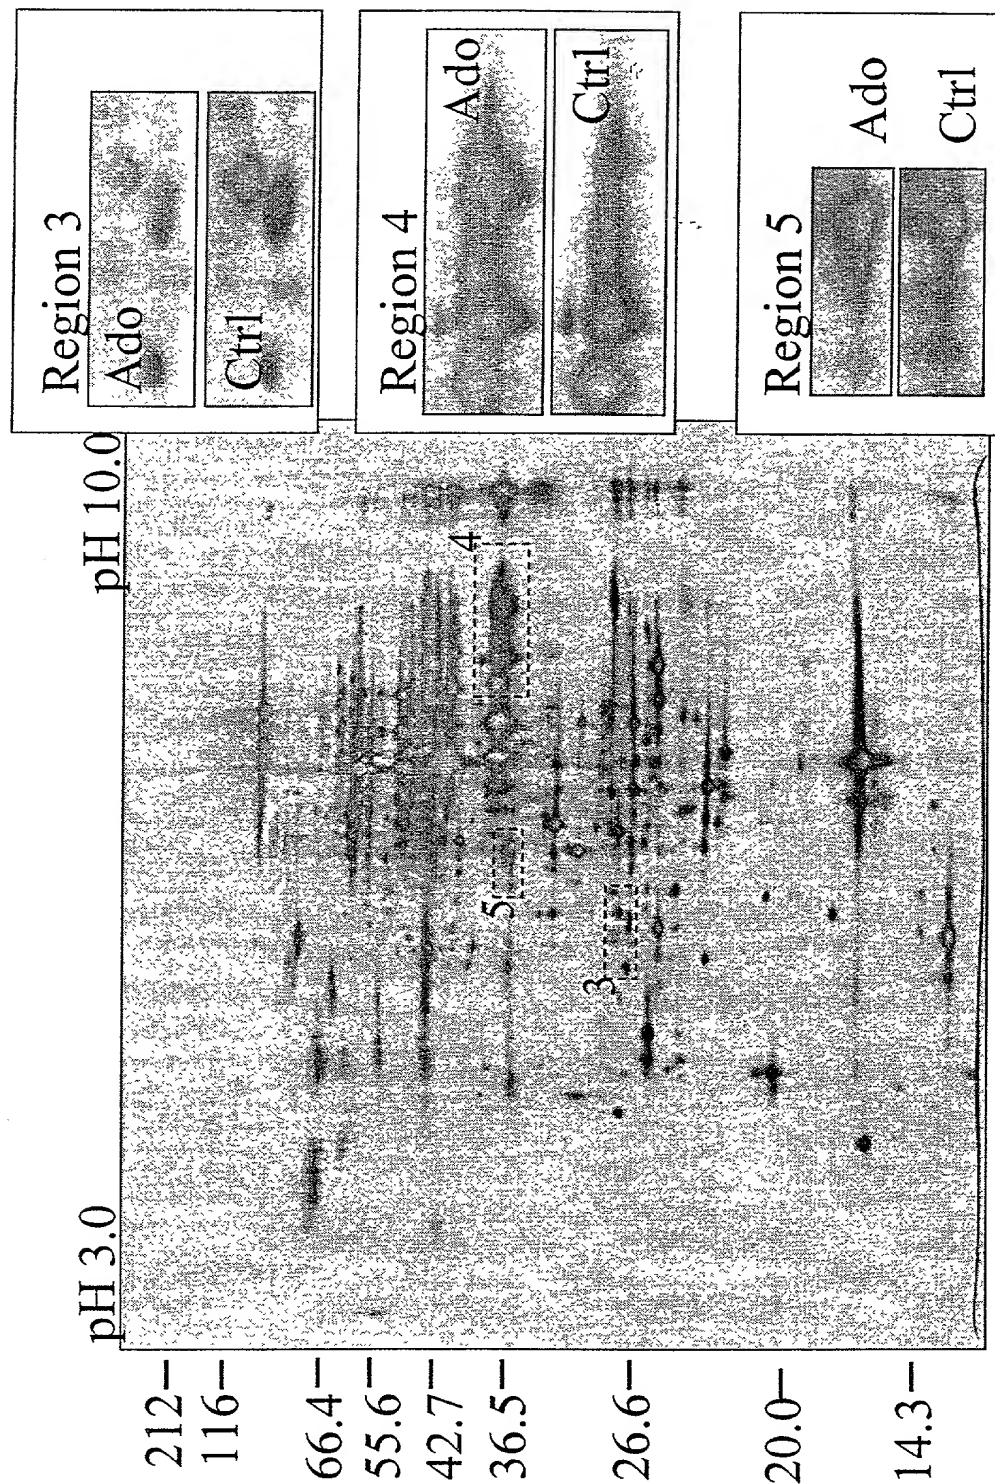 pH 3.0
pH 10.0
212
116
66.4
55.6
42.7
36.5
26.6
20.0
14.3
4
5
3
Region 3
Ado
Ctrl
Region 4
Ado
Ctrl
Region 5
Ado
Ctrl